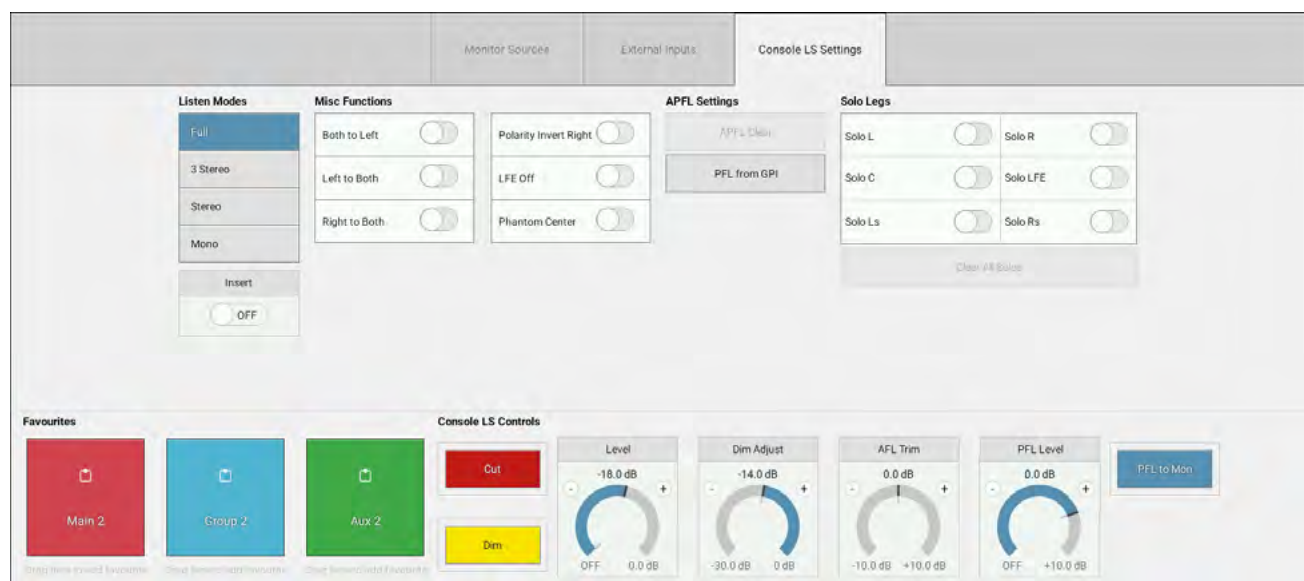 Monitor Sources
External Inputs
Console LS Settings
Listen Modes
Full
3 Stereo
Stereo
Mono
Insert
OFF
Misc Functions
Both to Left
Left to Both
Right to Both
Polarity Invert Right
LFE Off
Phantom Center
APFL Settings
APFL Clear
PFL from GPI
Solo Legs
Solo L
Solo R
Solo C
Solo LFE
Solo Ls
Solo Rs
Clear All Solos
Favourites
Main 2
Group 2
Aux 2
Console LS Controls
Cut
Dim
Level
-18.0 dB
- +
OFF 0.0 dB
Dim Adjust
-14.0 dB
- +
-30.0 dB 0 dB
AFL Trim
0.0 dB
- +
-10.0 dB +10.0 dB
PFL Level
0.0 dB
- +
OFF +10.0 dB
PFL to Mon